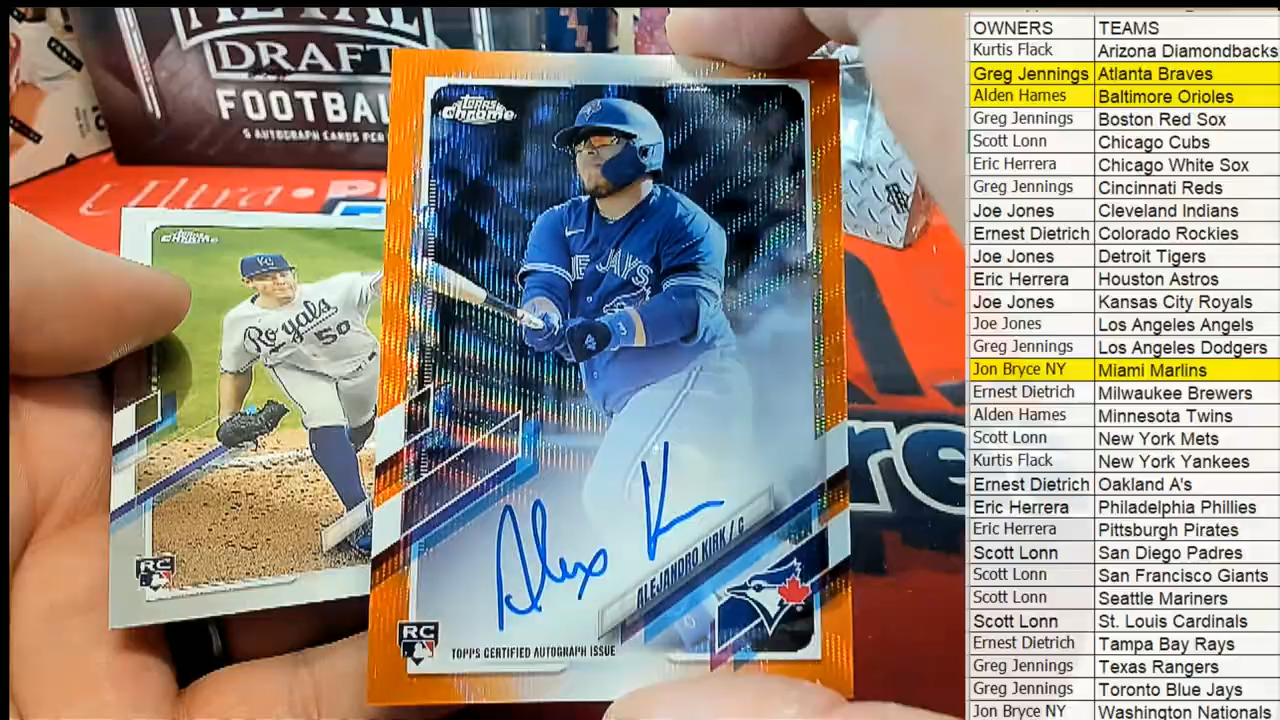 METAL
DRAFT
FOOTBAL
5 AUTOGRAPH CARDS PER
Ultra
Topps
Chrome
Royals
50
RC
Topps
Chrome
E JAYS
Alex K
ALEJANDRO KIRK / C
RC
TOPPS CERTIFIED AUTOGRAPH ISSUE
re
OWNERS TEAMS
Kurtis Flack Arizona Diamondbacks
Greg Jennings Atlanta Braves
Alden Hames Baltimore Orioles
Greg Jennings Boston Red Sox
Scott Lonn Chicago Cubs
Eric Herrera Chicago White Sox
Greg Jennings Cincinnati Reds
Joe Jones Cleveland Indians
Ernest Dietrich Colorado Rockies
Joe Jones Detroit Tigers
Eric Herrera Houston Astros
Joe Jones Kansas City Royals
Joe Jones Los Angeles Angels
Greg Jennings Los Angeles Dodgers
Jon Bryce NY Miami Marlins
Ernest Dietrich Milwaukee Brewers
Alden Hames Minnesota Twins
Scott Lonn New York Mets
Kurtis Flack New York Yankees
Ernest Dietrich Oakland A's
Eric Herrera Philadelphia Phillies
Eric Herrera Pittsburgh Pirates
Scott Lonn San Diego Padres
Scott Lonn San Francisco Giants
Scott Lonn Seattle Mariners
Scott Lonn St. Louis Cardinals
Ernest Dietrich Tampa Bay Rays
Greg Jennings Texas Rangers
Greg Jennings Toronto Blue Jays
Jon Bryce NY Washington Nationals